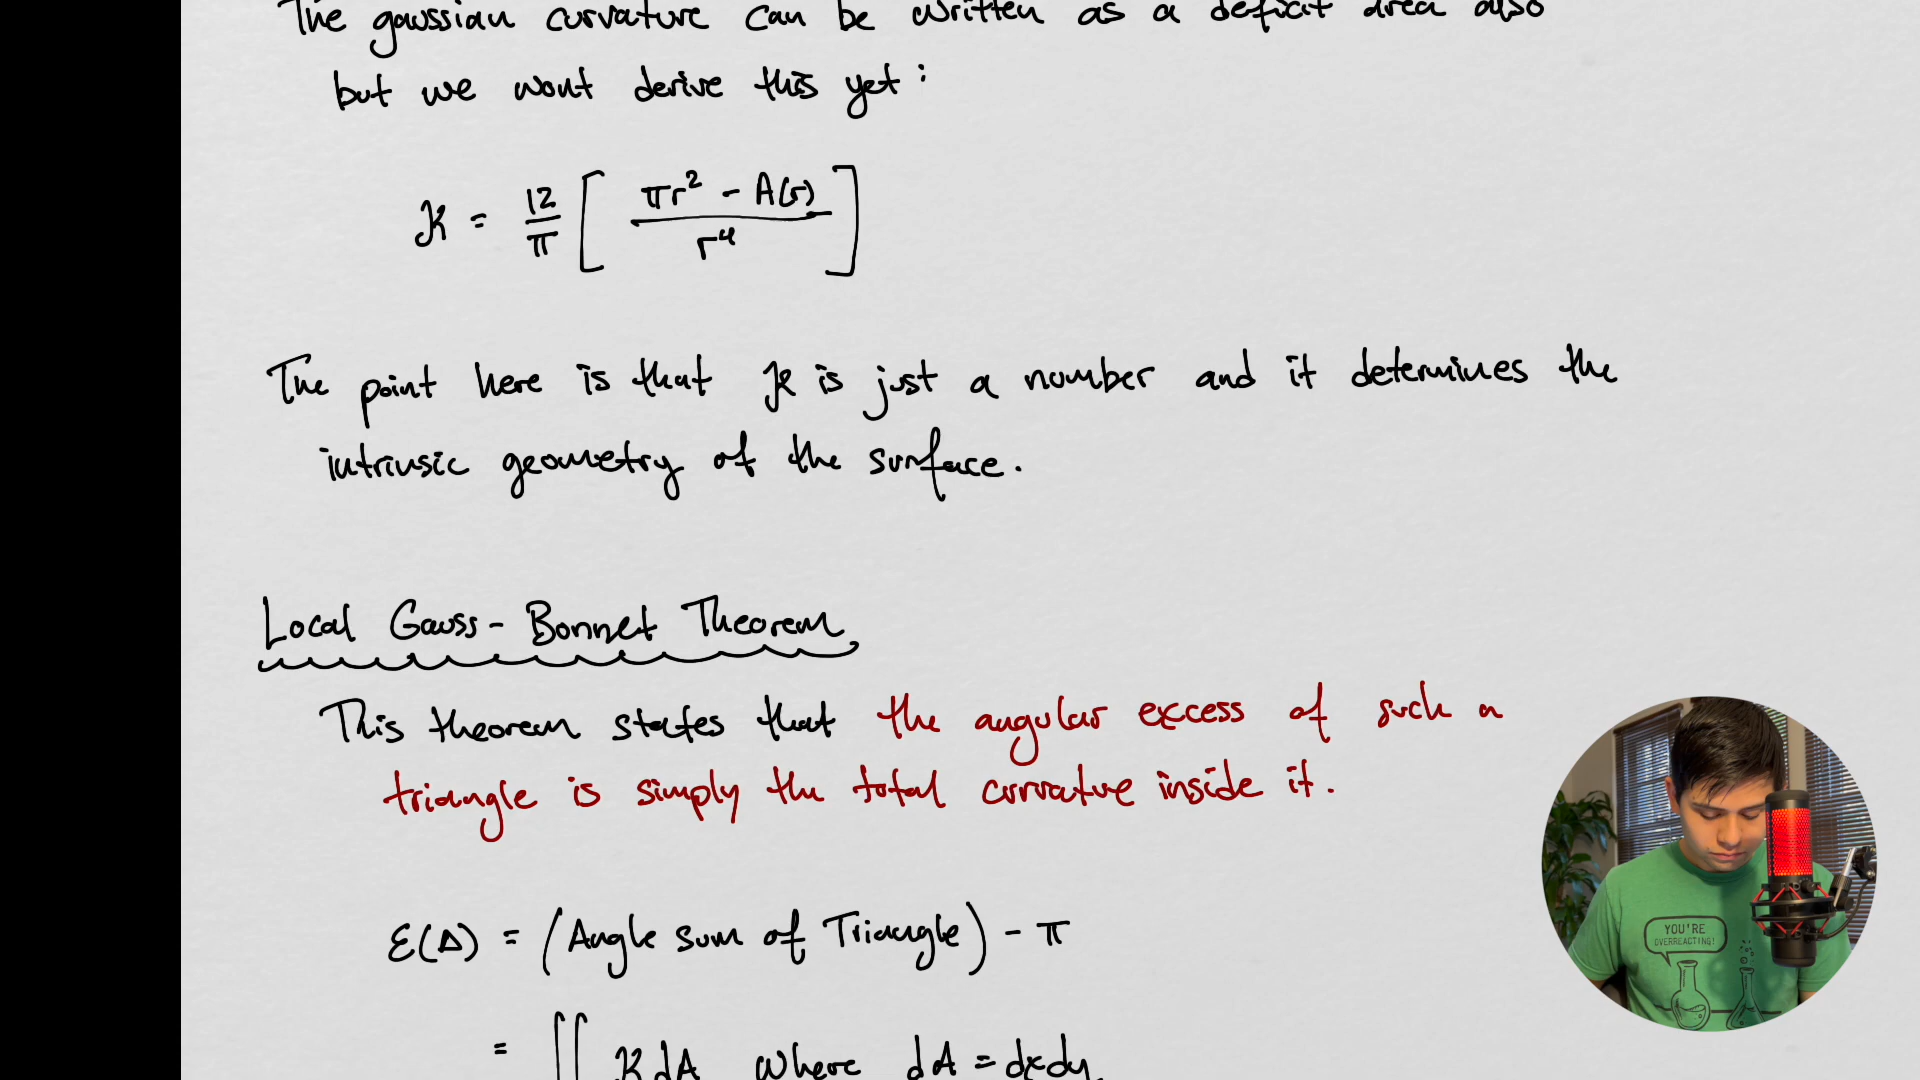 The gaussian curvature can be written as a deficit area also
but we wont derive this yet:
K = 12/π [ (πr² - A(r)) / r⁴ ]
The point here is that K is just a number and it determines the
intrinsic geometry of the surface.
Local Gauss-Bonnet Theorem
This theorem states that the angular excess of such a
triangle is simply the total curvature inside it.
ε(Δ) = (Angle sum of Triangle) - π
= ∬ K dA where dA = dxdy
YOU'RE
OVERREACTING!